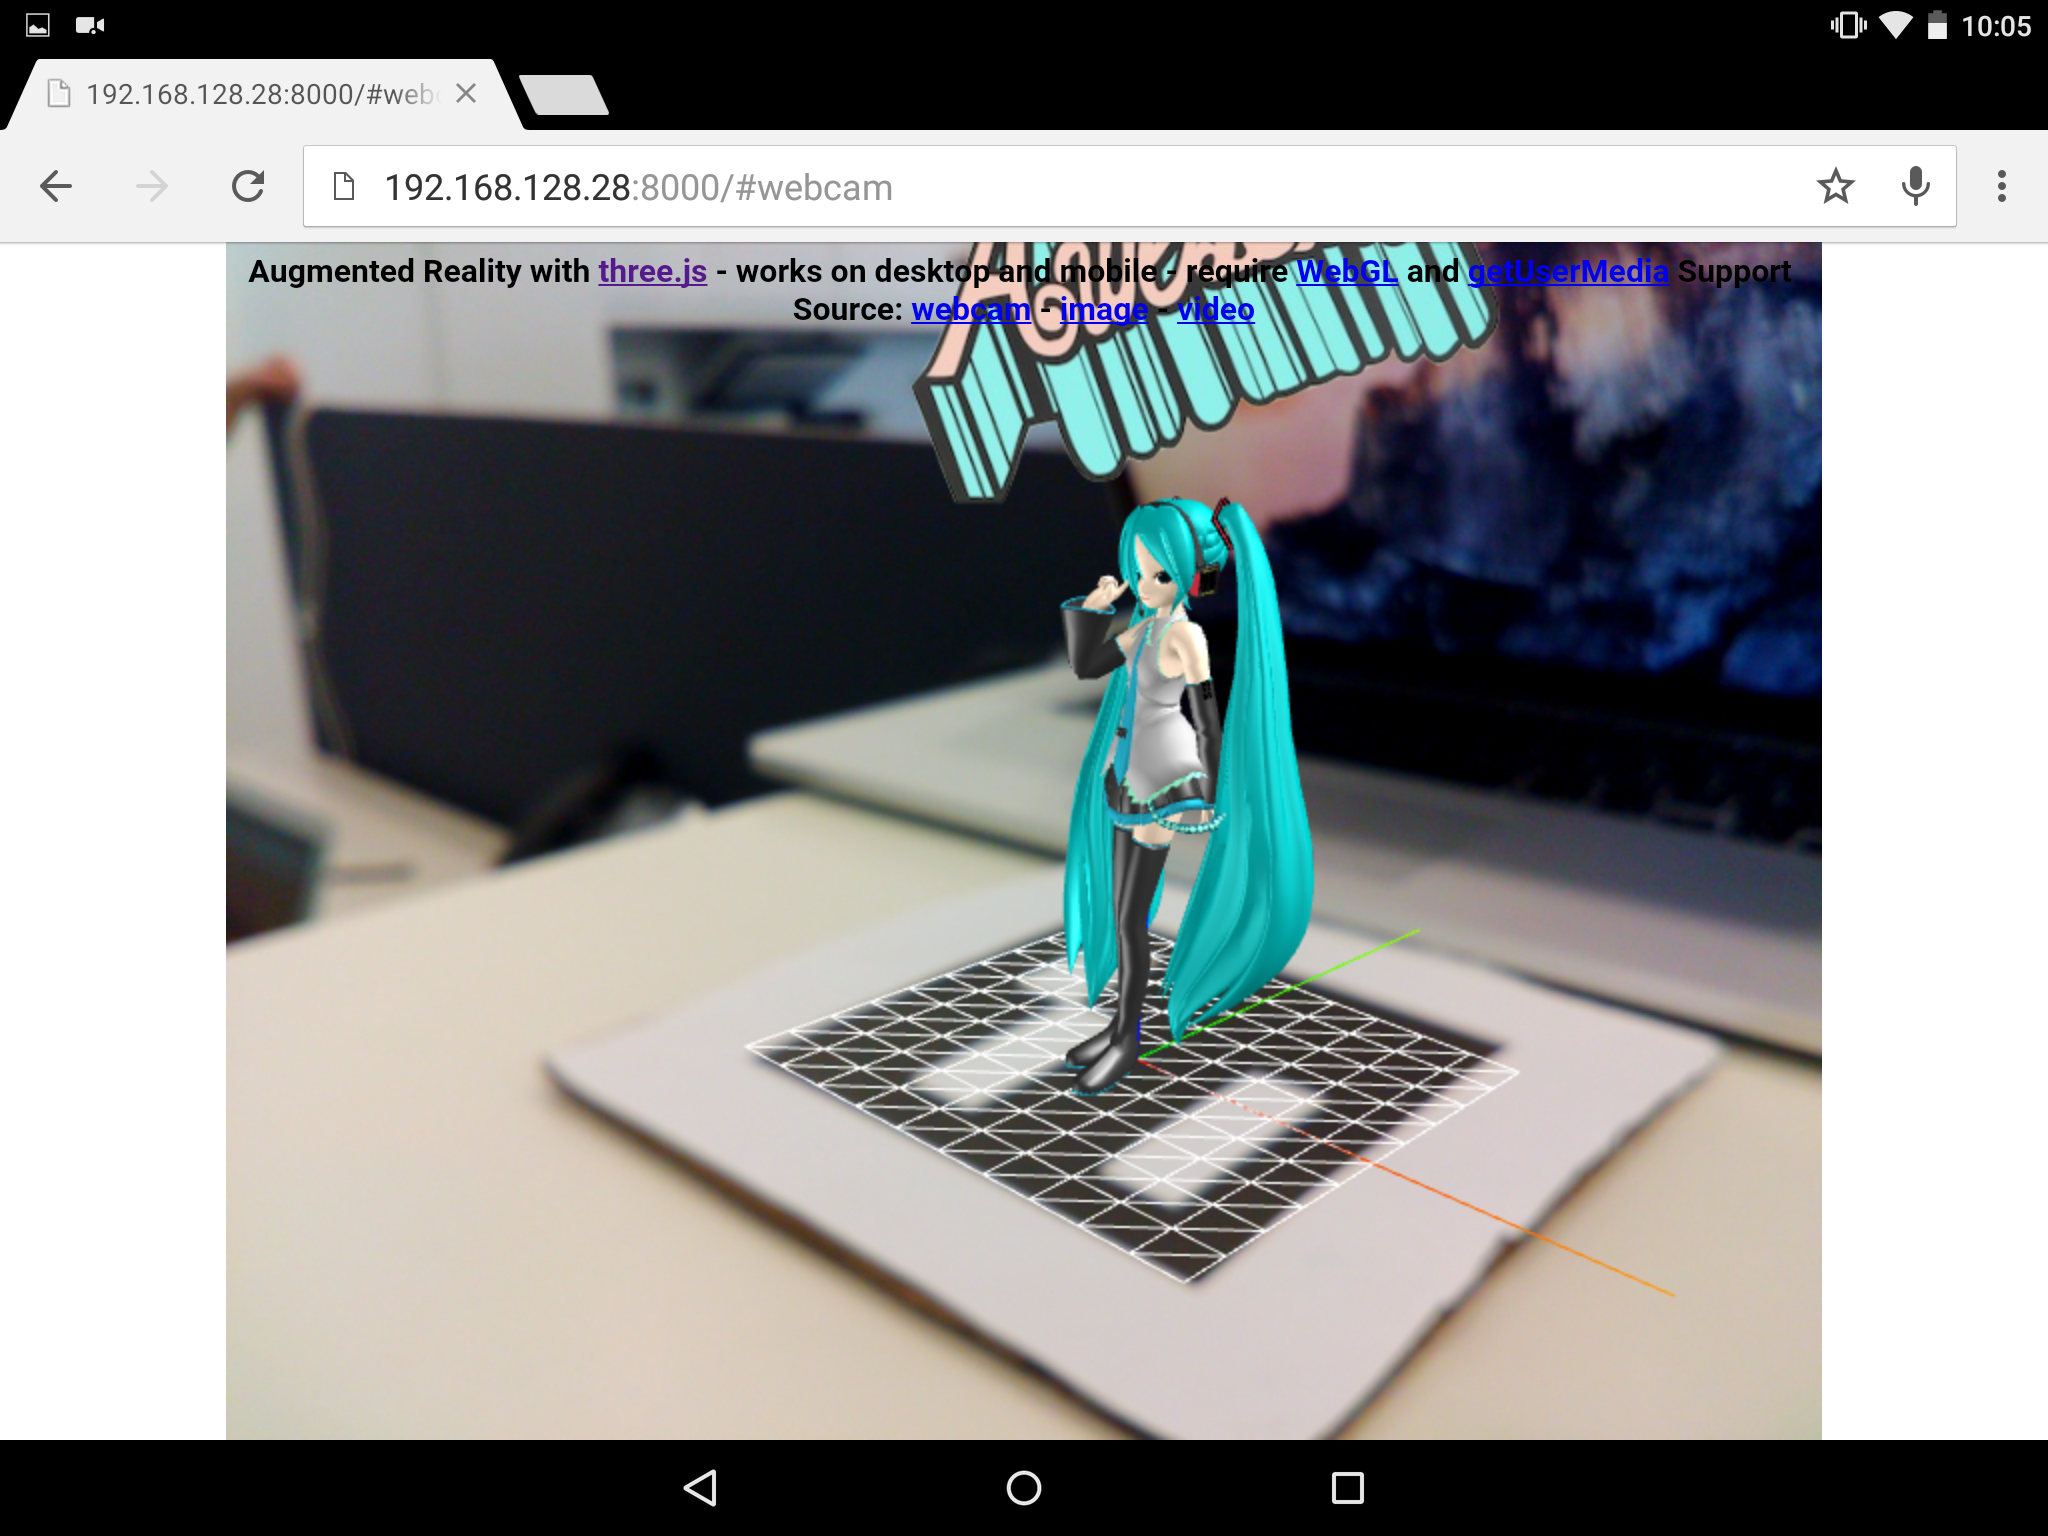 10:05
192.168.128.28:8000/#web
192.168.128.28:8000/#webcam
Augmented Reality with three.js - works on desktop and mobile - require WebGL and getUserMedia Support
Source: webcam - image - video